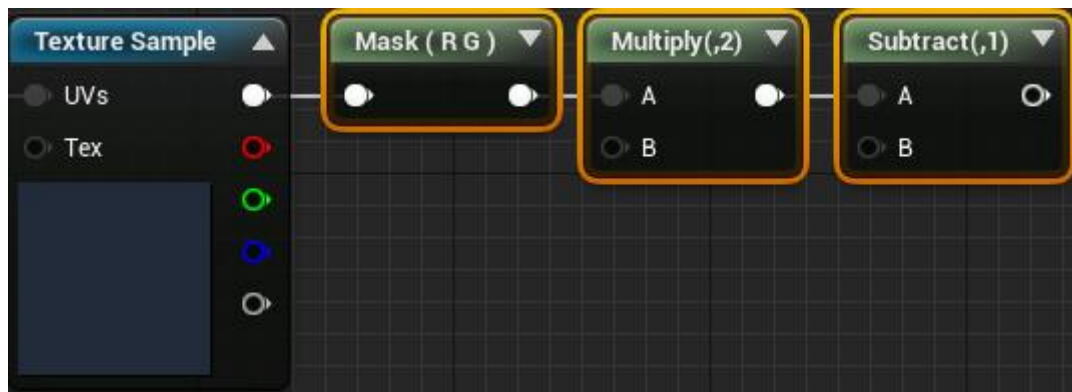 Texture Sample
UVs
Tex
Mask ( R G )
Multiply(,2)
A
B
Subtract(,1)
A
B